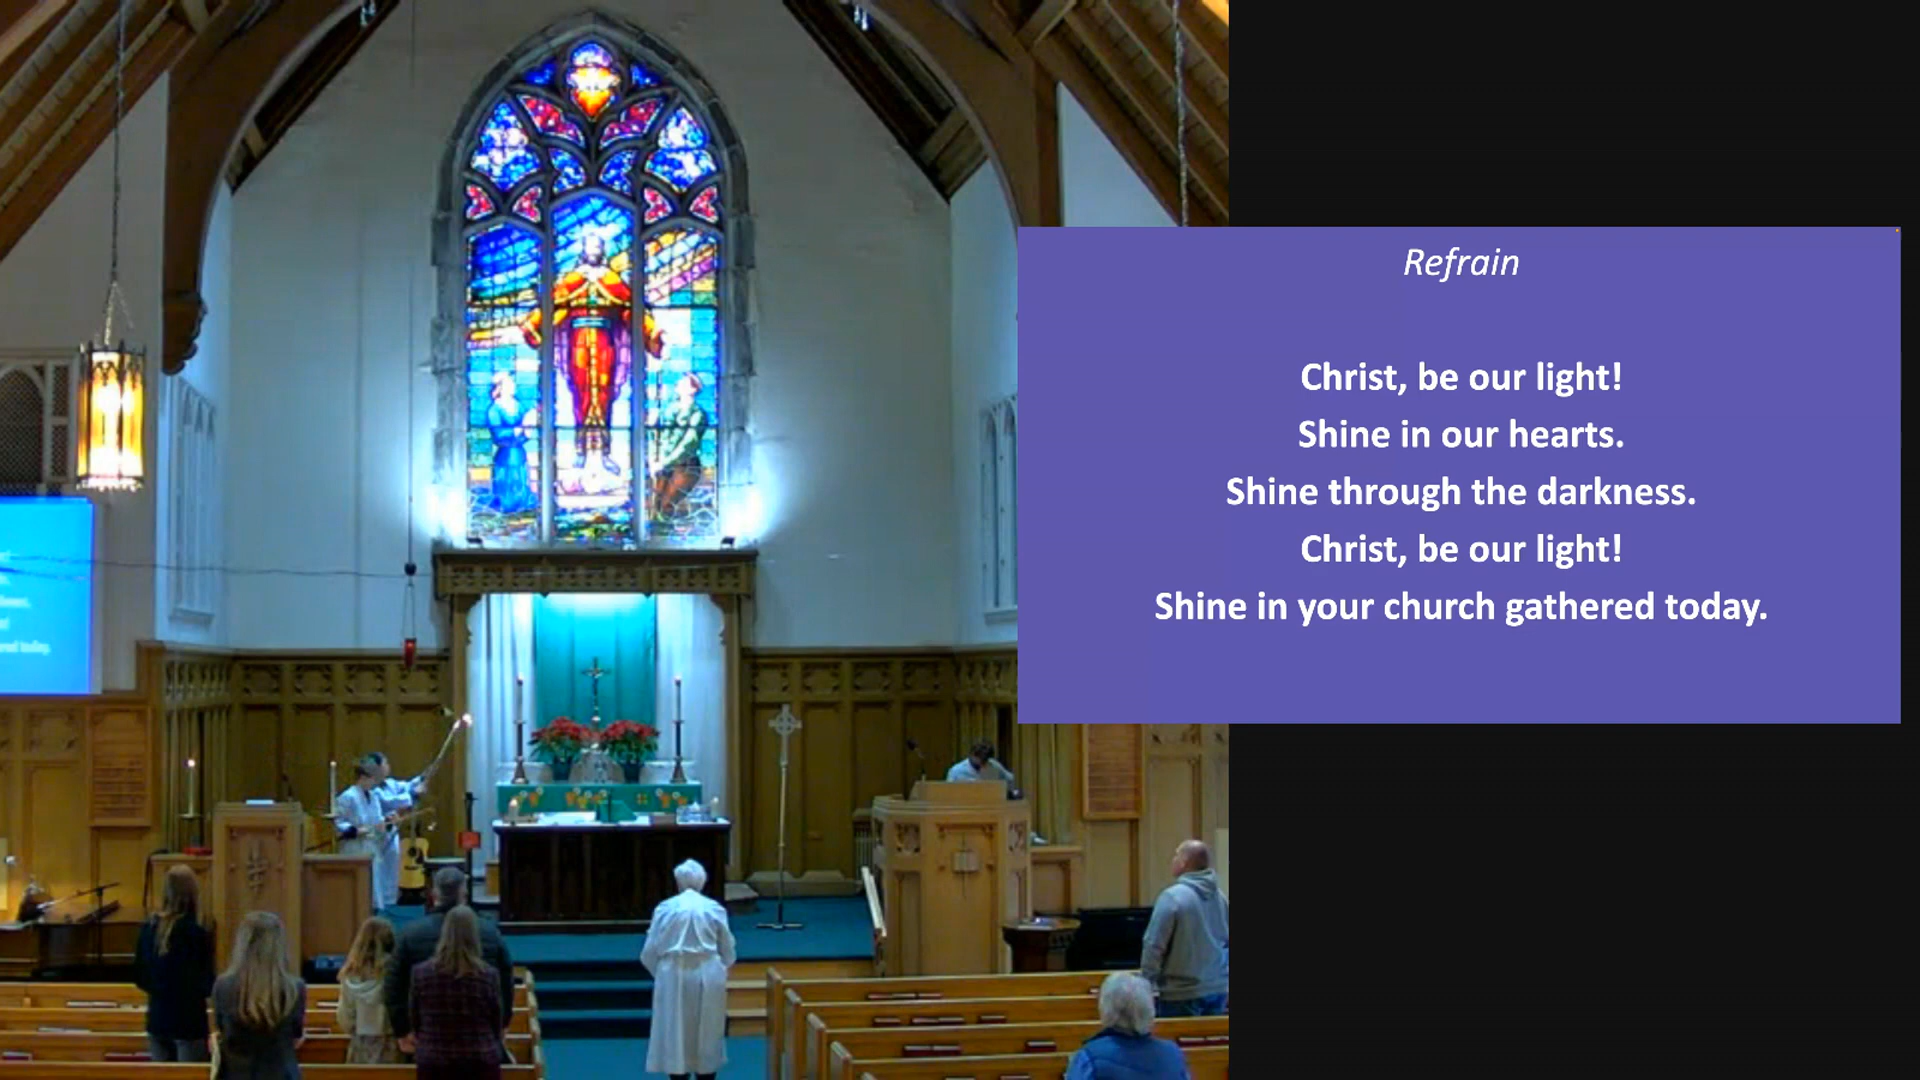 Refrain
Christ, be our light!
Shine in our hearts.
Shine through the darkness.
Christ, be our light!
Shine in your church gathered today.